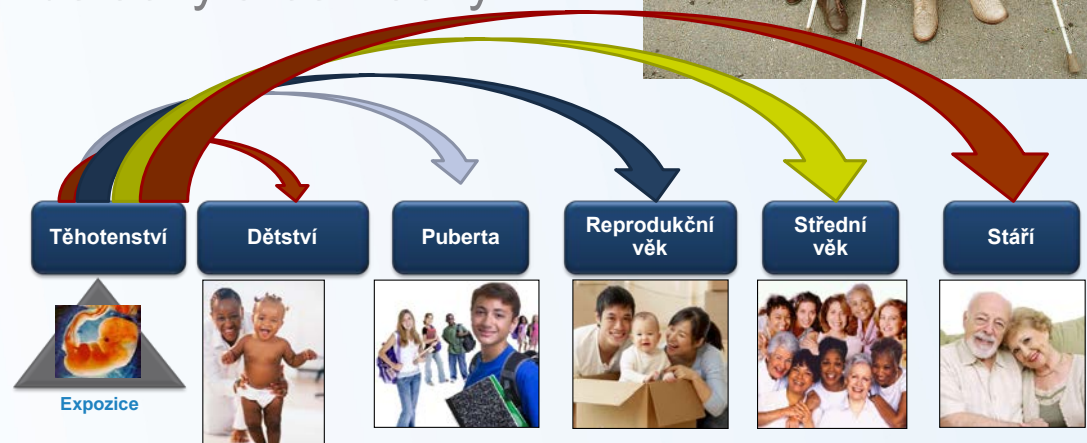 Těhotenství
Dětství
Puberta
Reprodukční
věk
Střední
věk
Stáří
Expozice